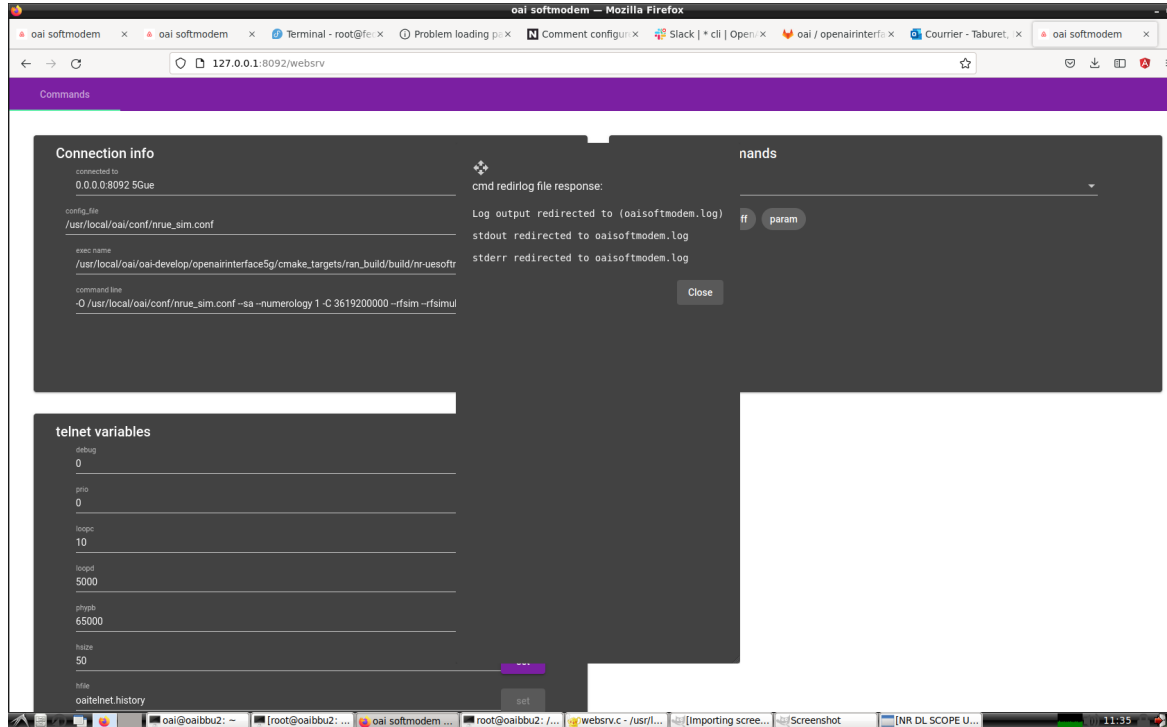 oai softmodem — Mozilla Firefox
oai softmodem
oai softmodem
Terminal - root@fe
Problem loading pa
Comment configur
Slack | * cli | Open
oai / openairinterfa
Courrier - Taburet,
oai softmodem
127.0.0.1:8092/websrv
Commands
Connection info
connected to
0.0.0.0:8092 5Gue
config_file
/usr/local/oai/conf/nrue_sim.conf
exec name
/usr/local/oai/oai-develop/openairinterface5g/cmake_targets/ran_build/build/nr-uesoftr
command line
-O /usr/local/oai/conf/nrue_sim.conf --sa --numerology 1 -C 3619200000 --rfsim --rfsimul
cmd redirlog file response:
Log output redirected to (oaisoftmodem.log)
stdout redirected to oaisoftmodem.log
stderr redirected to oaisoftmodem.log
Close
mands
ff
param
telnet variables
debug
0
prio
0
loopc
10
loopd
5000
phypb
65000
hsize
50
hfile
oaitelnet.history
set
oai@oaibbu2: ~
[root@oaibbu2: ...
oai softmodem ...
root@oaibbu2: /...
websrv.c - /usr/l...
[Importing scree...
Screenshot
[NR DL SCOPE U...
11:35